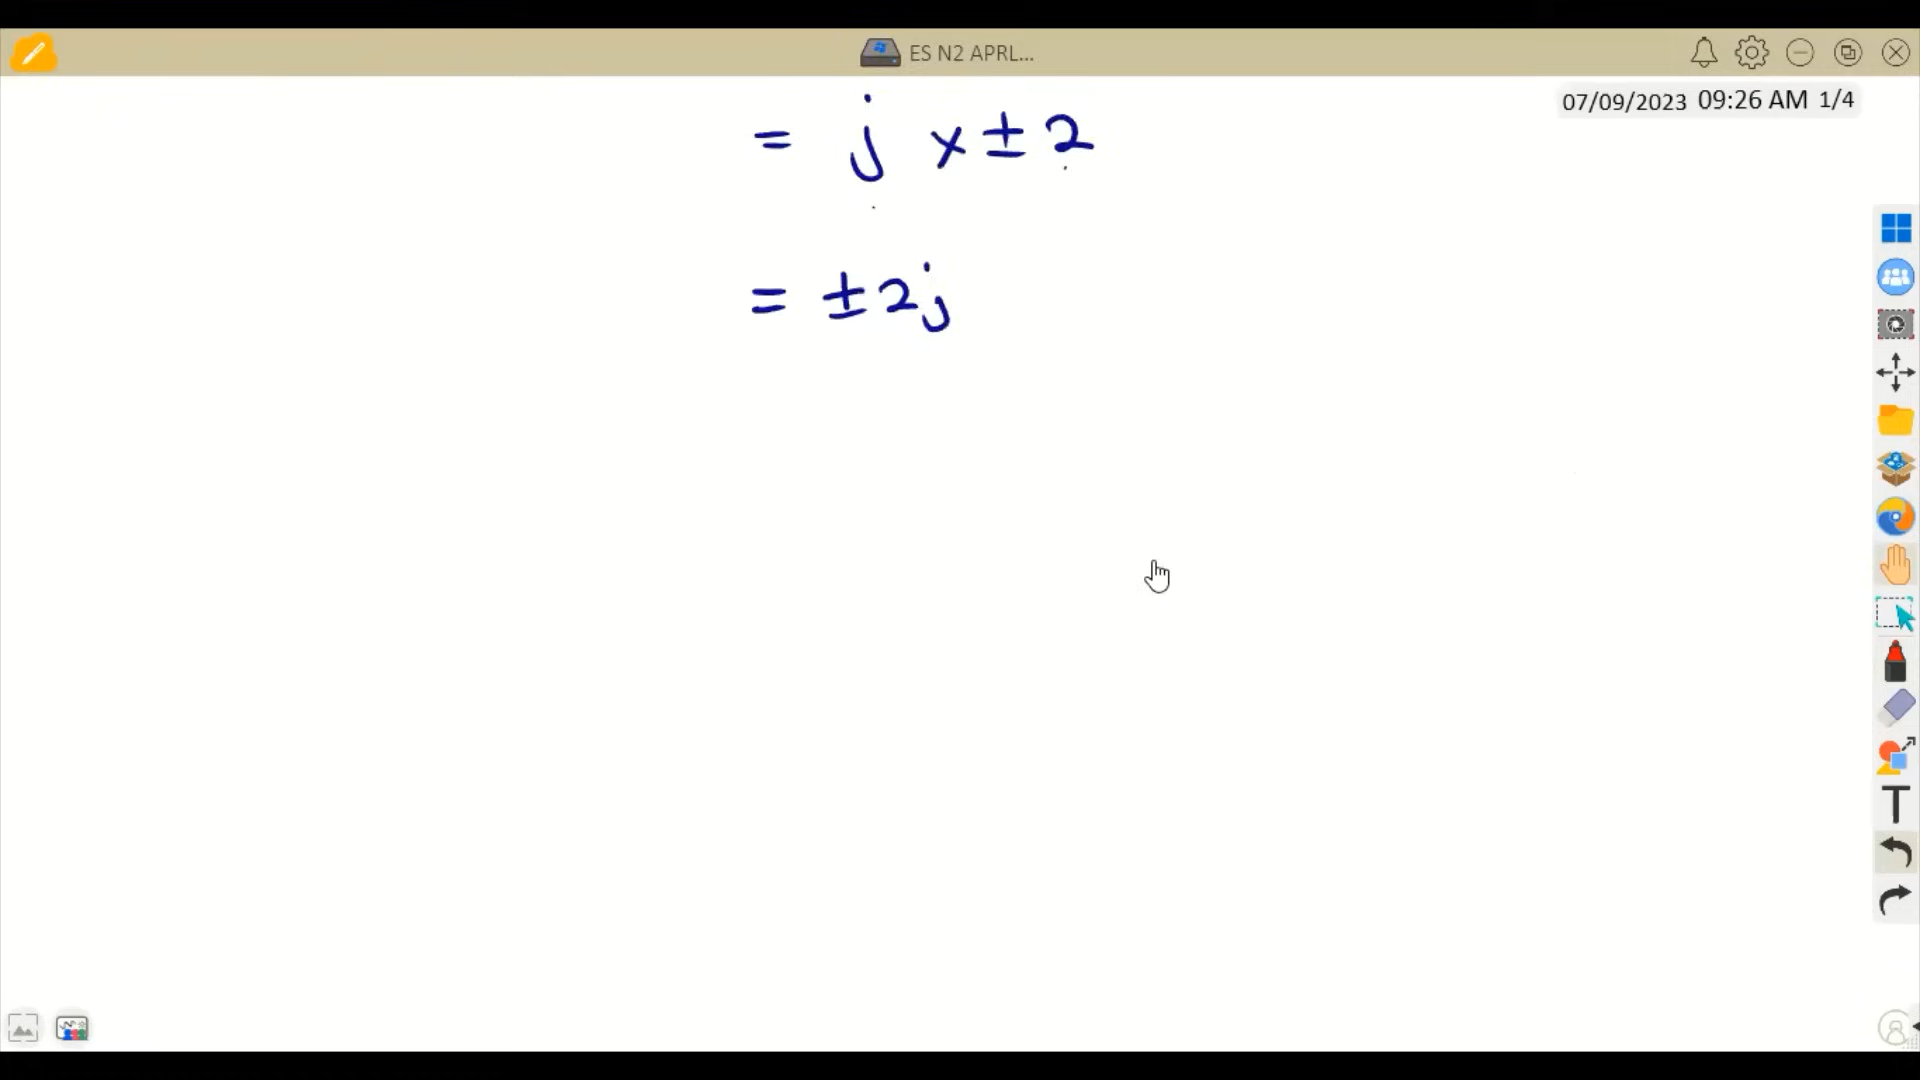 ES N2 APRL...
07/09/2023 09:26 AM 1/4
= j x ± 2
= ± 2j
T